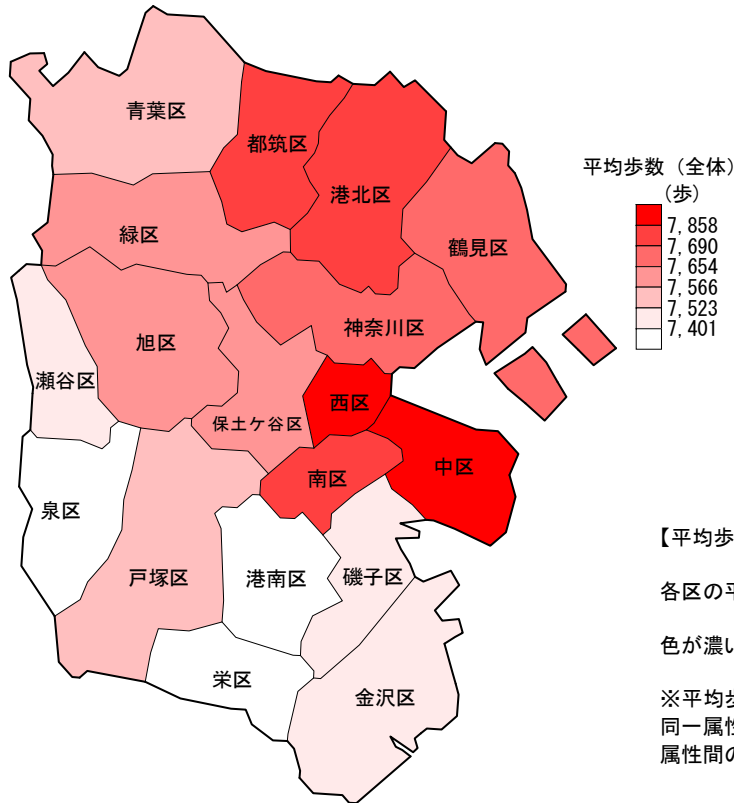 青葉区
都筑区
港北区
緑区
鶴見区
旭区
神奈川区
瀬谷区
西区
保土ケ谷区
中区
南区
泉区
戸塚区
港南区
磯子区
栄区
金沢区
平均歩数（全体）
（歩）
7,858
7,690
7,654
7,566
7,523
7,401
【平均歩
各区の平
色が濃い
※平均歩
同一属性
属性間の